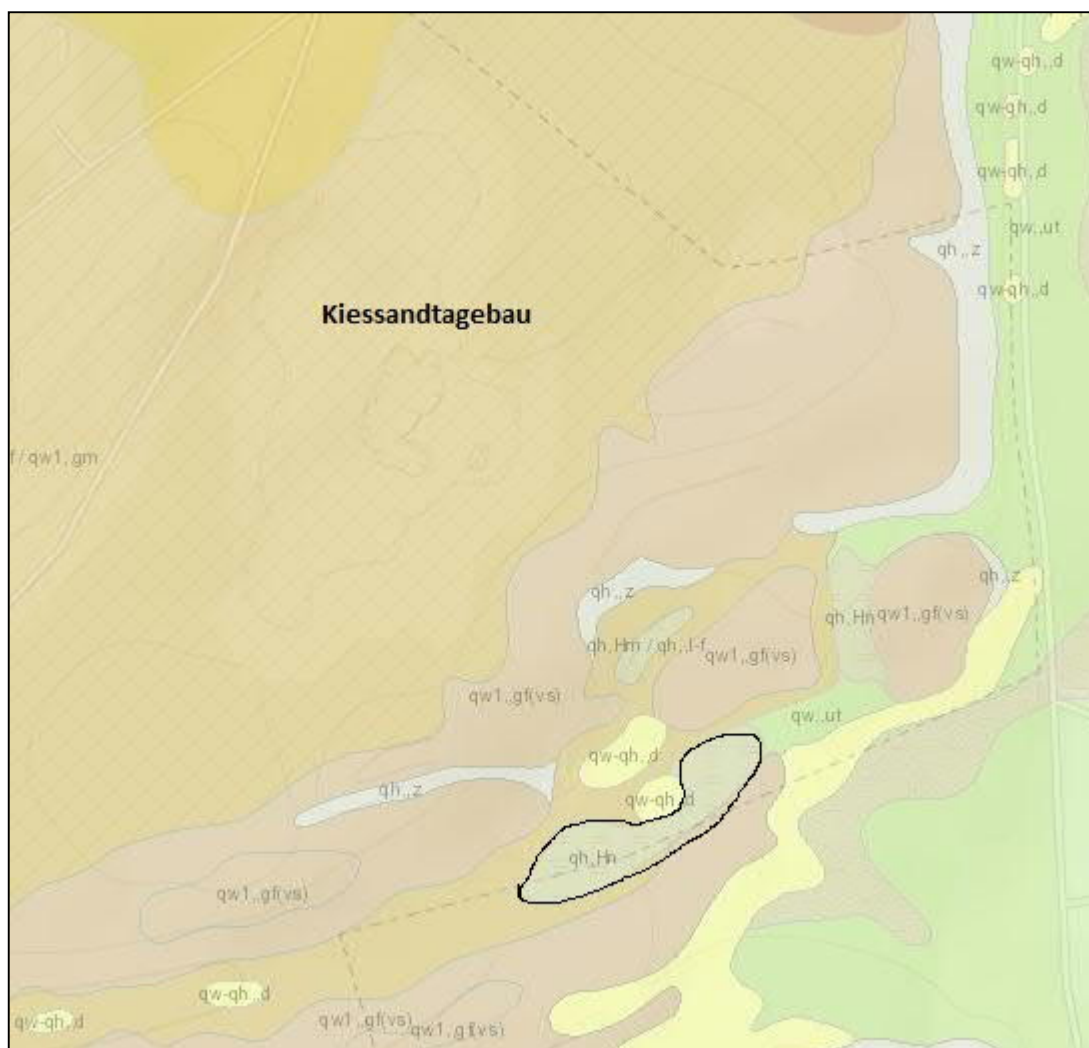 qw-qh,,d
qw-qh,,d
qw-qh,,d
qw,,ut
qh,,z
qw-qh,,d
Kiessandtagebau
f / qw1,,gm
qh,,z
qh,,z
qh,,Hn
qw1,,gf(vs)
qh,Hm / qh,,l-f
qw1,,gf(vs)
qw1,,gf(vs)
qw,,ut
qw-qh,,d
qh,,z
qw-qh,,d
qh,,Hn
qw1,,gf(vs)
qw-qh,,d
qw-qh,,d
qw1,,gf(vs)
qw1,,gf(vs)